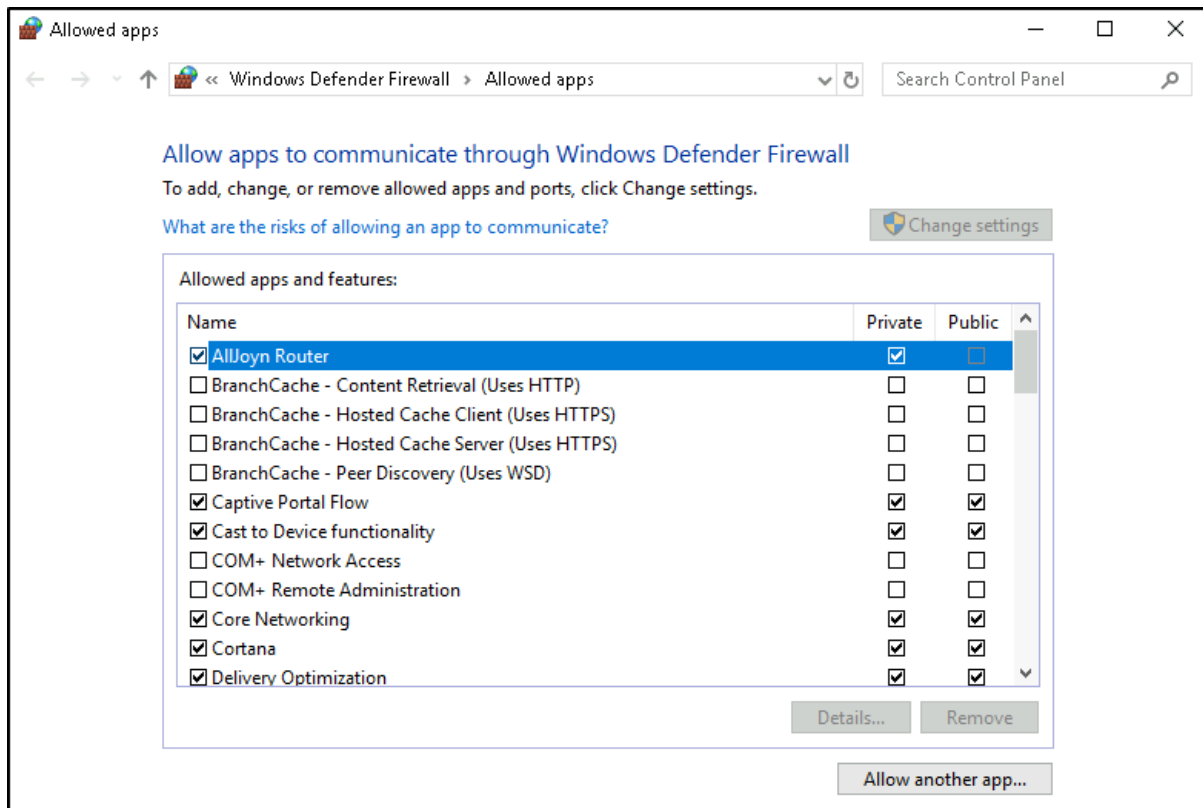 Allowed apps
« Windows Defender Firewall › Allowed apps
Search Control Panel
Allow apps to communicate through Windows Defender Firewall
To add, change, or remove allowed apps and ports, click Change settings.
What are the risks of allowing an app to communicate?
Change settings
Allowed apps and features:
Name Private Public
AllJoyn Router
BranchCache - Content Retrieval (Uses HTTP)
BranchCache - Hosted Cache Client (Uses HTTPS)
BranchCache - Hosted Cache Server (Uses HTTPS)
BranchCache - Peer Discovery (Uses WSD)
Captive Portal Flow
Cast to Device functionality
COM+ Network Access
COM+ Remote Administration
Core Networking
Cortana
Delivery Optimization
Details... Remove
Allow another app...